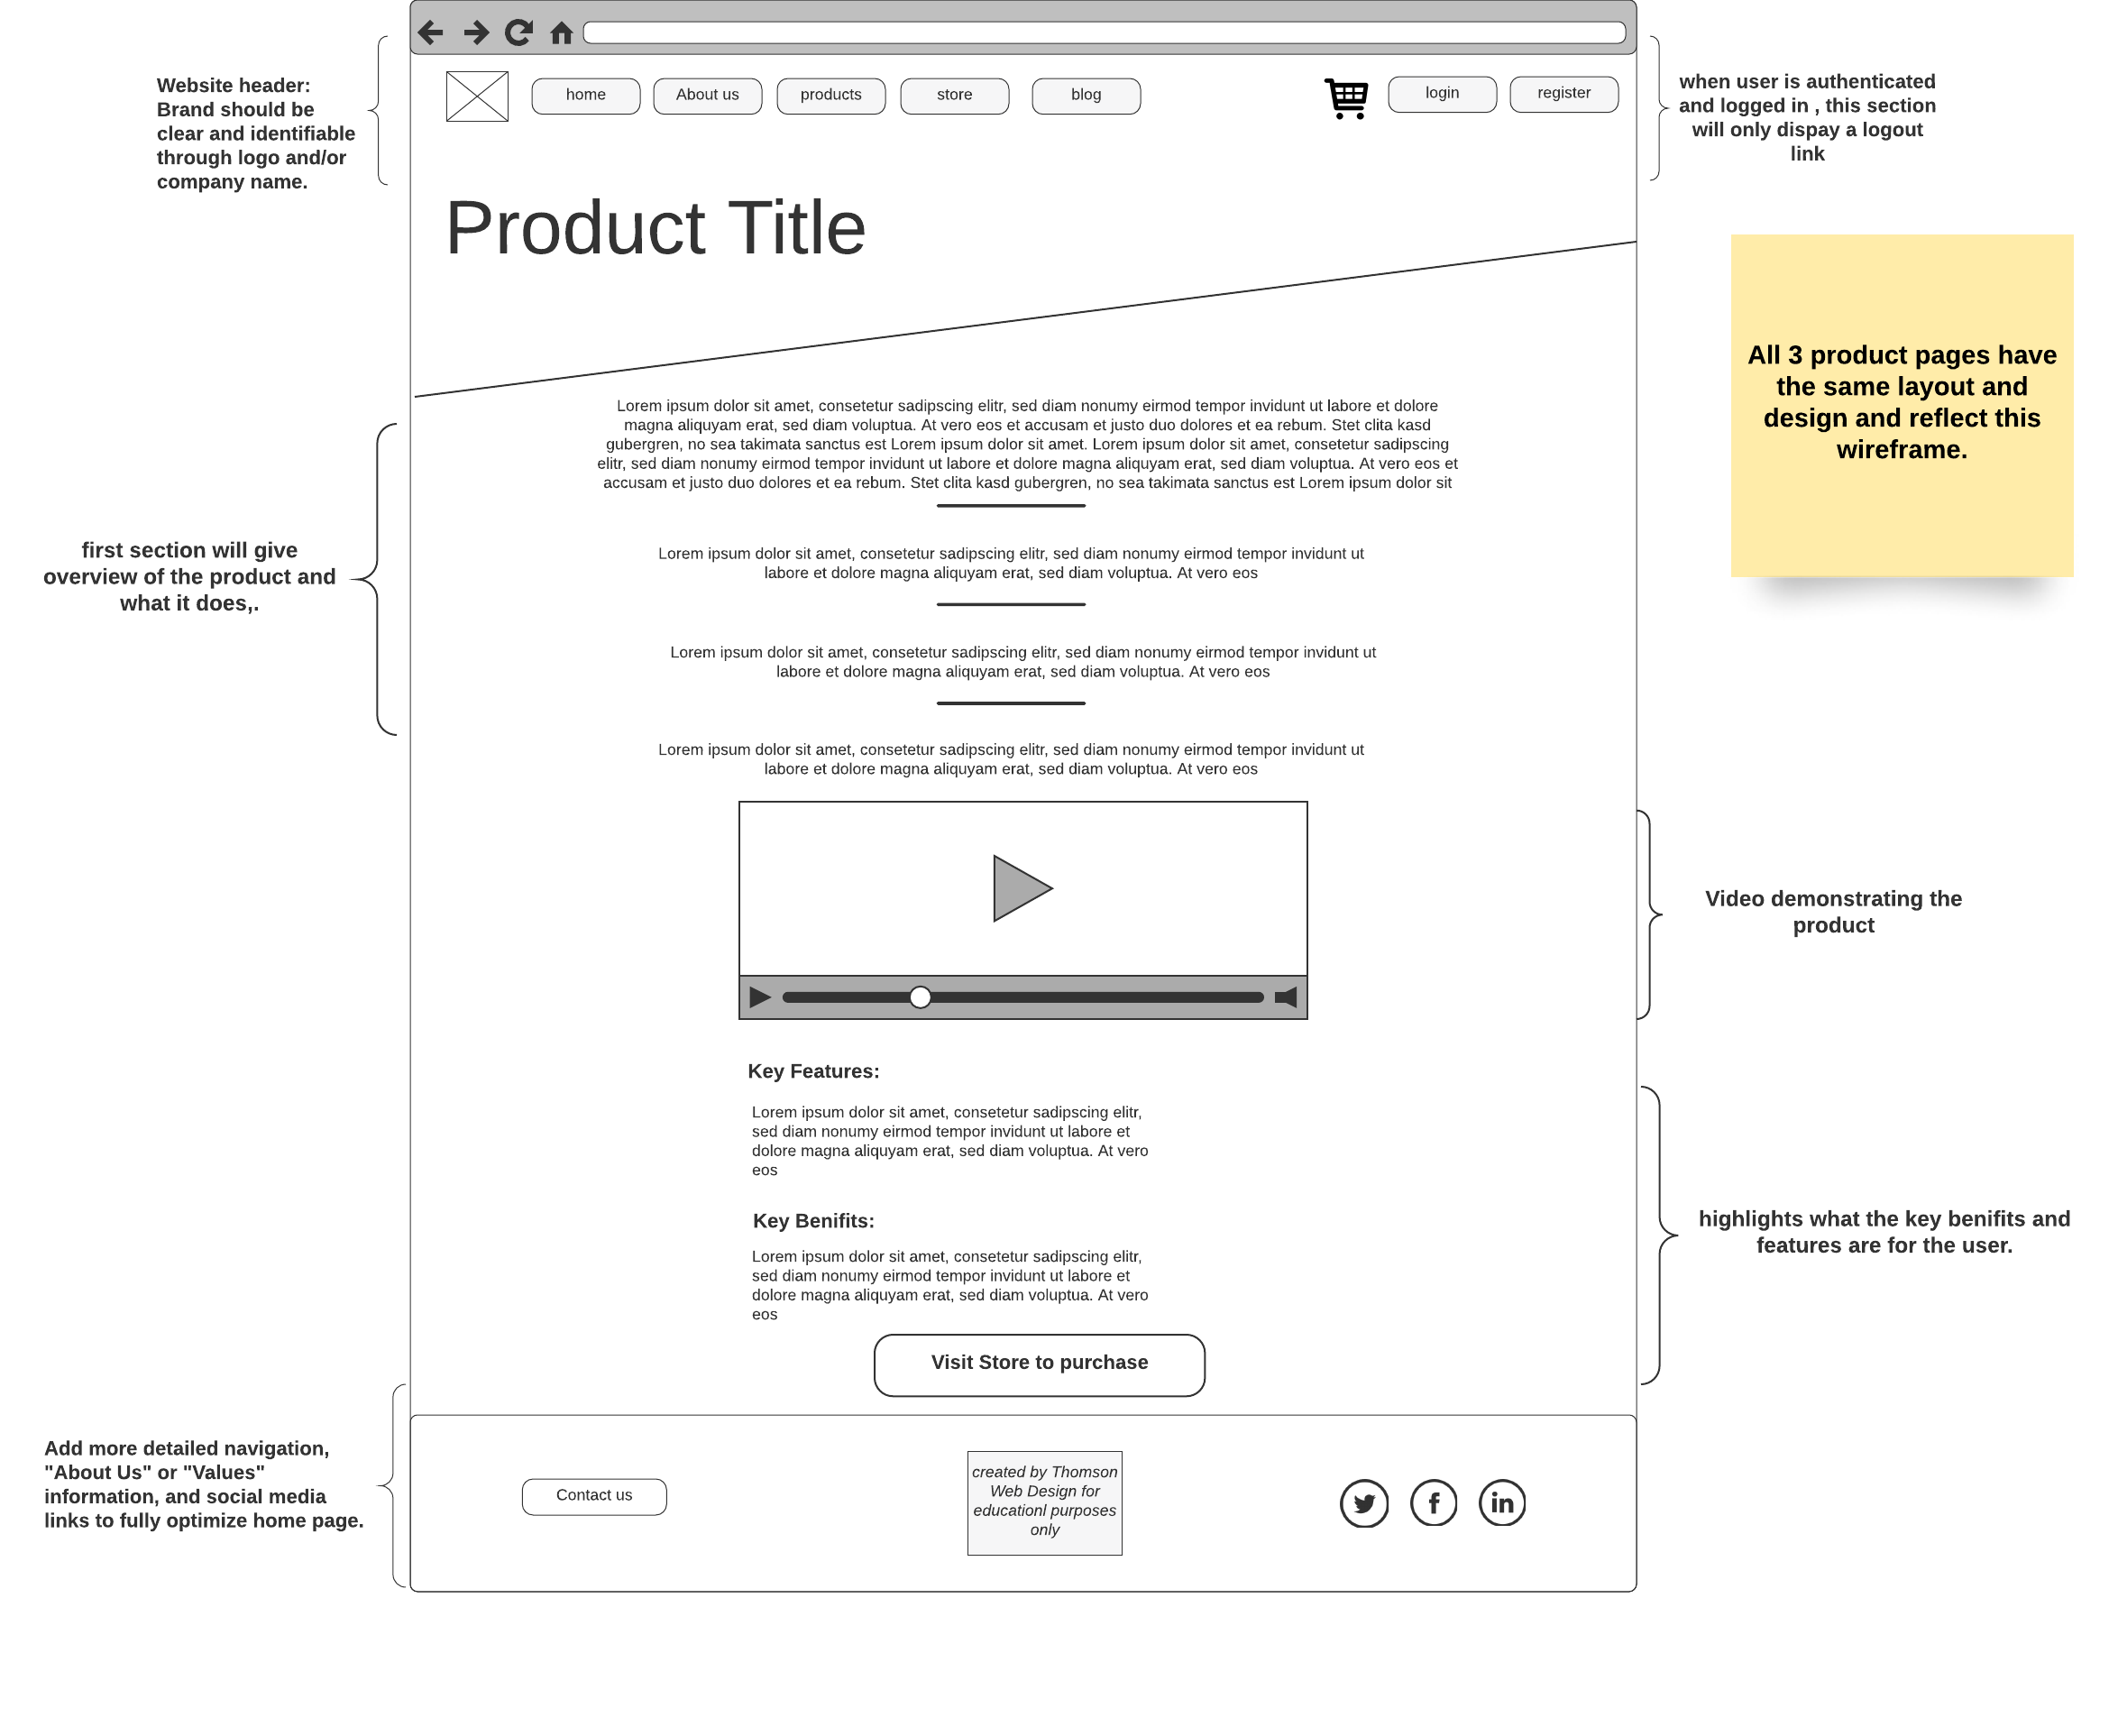 Website header:
Brand should be
clear and identifiable
through logo and/or
company name.
home
About us
products
store
blog
login
register
when user is authenticated
and logged in , this section
will only dispay a logout
link
Product Title
All 3 product pages have
the same layout and
design and reflect this
wireframe.
Lorem ipsum dolor sit amet, consetetur sadipscing elitr, sed diam nonumy eirmod tempor invidunt ut labore et dolore
magna aliquyam erat, sed diam voluptua. At vero eos et accusam et justo duo dolores et ea rebum. Stet clita kasd
gubergren, no sea takimata sanctus est Lorem ipsum dolor sit amet. Lorem ipsum dolor sit amet, consetetur sadipscing
elitr, sed diam nonumy eirmod tempor invidunt ut labore et dolore magna aliquyam erat, sed diam voluptua. At vero eos et
accusam et justo duo dolores et ea rebum. Stet clita kasd gubergren, no sea takimata sanctus est Lorem ipsum dolor sit
first section will give
overview of the product and
what it does,.
Lorem ipsum dolor sit amet, consetetur sadipscing elitr, sed diam nonumy eirmod tempor invidunt ut
labore et dolore magna aliquyam erat, sed diam voluptua. At vero eos
Lorem ipsum dolor sit amet, consetetur sadipscing elitr, sed diam nonumy eirmod tempor invidunt ut
labore et dolore magna aliquyam erat, sed diam voluptua. At vero eos
Lorem ipsum dolor sit amet, consetetur sadipscing elitr, sed diam nonumy eirmod tempor invidunt ut
labore et dolore magna aliquyam erat, sed diam voluptua. At vero eos
Video demonstrating the
product
Key Features:
Lorem ipsum dolor sit amet, consetetur sadipscing elitr,
sed diam nonumy eirmod tempor invidunt ut labore et
dolore magna aliquyam erat, sed diam voluptua. At vero
eos
Key Benifits:
Lorem ipsum dolor sit amet, consetetur sadipscing elitr,
sed diam nonumy eirmod tempor invidunt ut labore et
dolore magna aliquyam erat, sed diam voluptua. At vero
eos
highlights what the key benifits and
features are for the user.
Visit Store to purchase
Add more detailed navigation,
"About Us" or "Values"
information, and social media
links to fully optimize home page.
Contact us
created by Thomson
Web Design for
educationl purposes
only
f
in